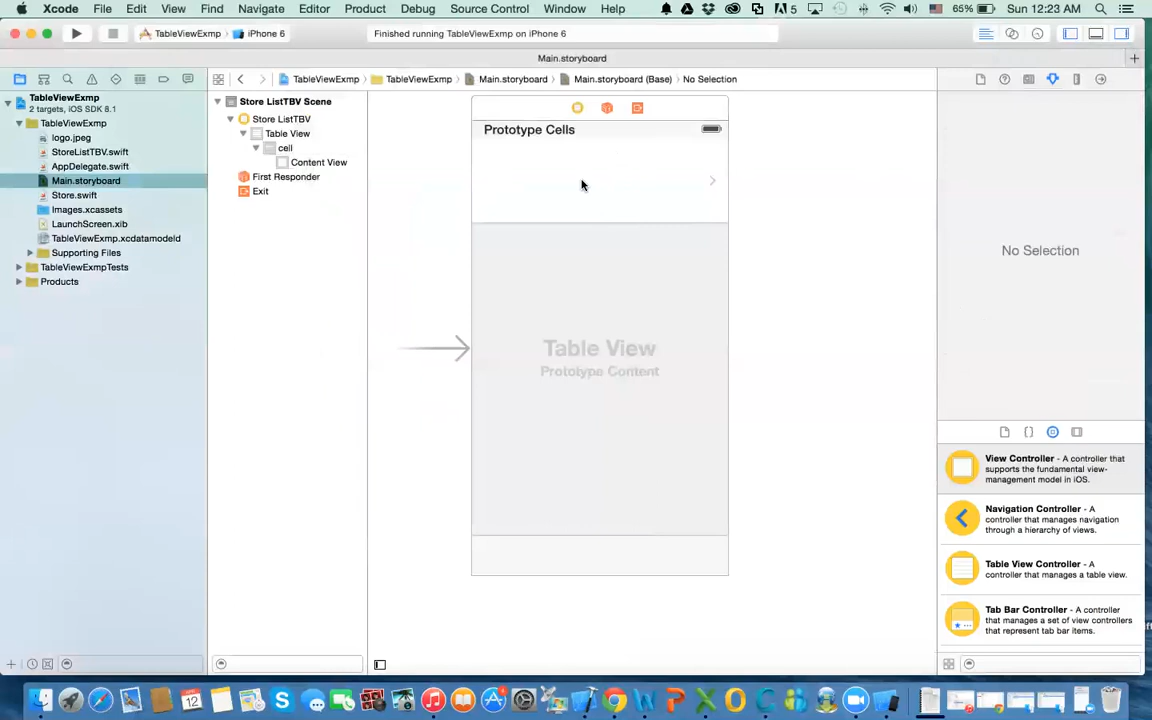 Xcode File Edit View Find Navigate Editor Product Debug Source Control Window Help 5 65% Sun 12:23 AM
TableViewExmp iPhone 6 Finished running TableViewExmp on iPhone 6
Main.storyboard
TableViewExmp TableViewExmp Main.storyboard Main.storyboard (Base) No Selection
TableViewExmp
2 targets, iOS SDK 8.1
TableViewExmp
logo.jpeg
StoreListTBV.swift
AppDelegate.swift
Main.storyboard
Store.swift
Images.xcassets
LaunchScreen.xib
TableViewExmp.xcdatamodeld
Supporting Files
TableViewExmpTests
Products
Store ListTBV Scene
Store ListTBV
Table View
cell
Content View
First Responder
Exit
Prototype Cells
Table View
Prototype Content
No Selection
View Controller - A controller that
supports the fundamental view-
management model in iOS.
Navigation Controller - A
controller that manages navigation
through a hierarchy of views.
Table View Controller - A
controller that manages a table view.
Tab Bar Controller - A controller
that manages a set of view controllers
that represent tab bar items.